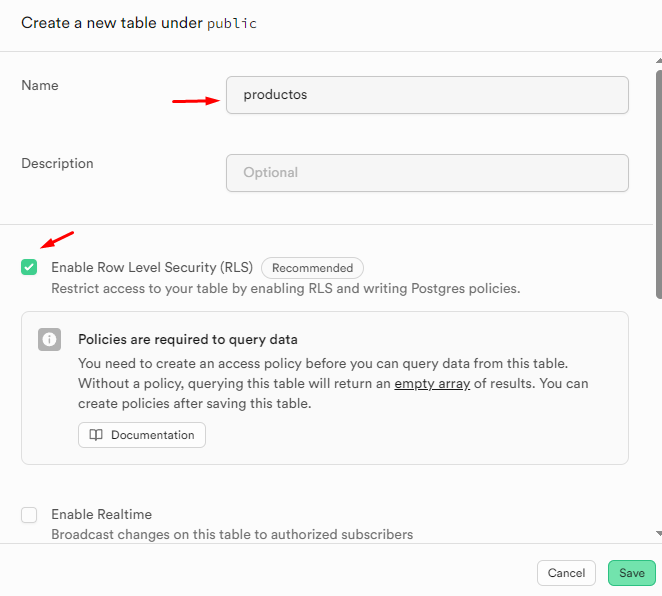 Create a new table under public
Name
productos
Description
Optional
Enable Row Level Security (RLS) Recommended
Restrict access to your table by enabling RLS and writing Postgres policies.
Policies are required to query data
You need to create an access policy before you can query data from this table.
Without a policy, querying this table will return an empty array of results. You can
create policies after saving this table.
Documentation
Enable Realtime
Broadcast changes on this table to authorized subscribers
Cancel Save